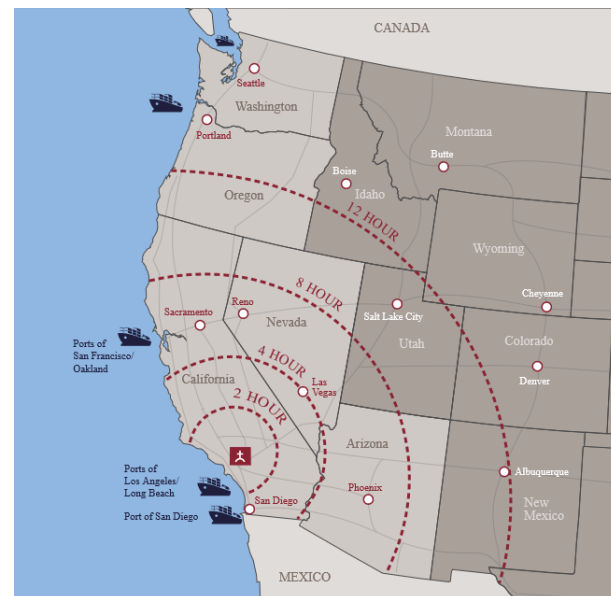 CANADA
Seattle
Washington
Portland
Montana
Butte
Boise
Idaho
Oregon
12 HOUR
Wyoming
Cheyenne
8 HOUR
Reno
Sacramento
Nevada
Salt Lake City
Utah
Colorado
Denver
Ports of
San Francisco/
Oakland
4 HOUR
California
Las
Vegas
2 HOUR
Arizona
Ports of
Los Angeles/
Long Beach
Albuquerque
Phoenix
San Diego
Port of San Diego
New
Mexico
MEXICO